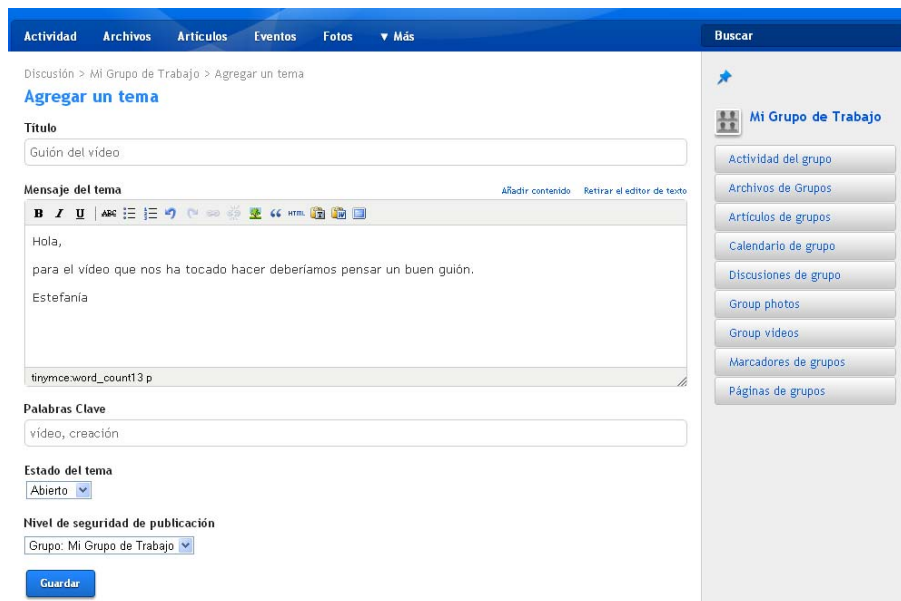 Actividad Archivos Artículos Eventos Fotos ▼ Más
Buscar
Discusión > Mi Grupo de Trabajo > Agregar un tema
Agregar un tema
Título
Guión del vídeo
Mensaje del tema
Añadir contenido Retirar el editor de texto
B I U ABC HTML
Hola,
para el vídeo que nos ha tocado hacer deberíamos pensar un buen guión.
Estefanía
tinymce:word_count13 p
Palabras Clave
vídeo, creación
Estado del tema
Abierto
Nivel de seguridad de publicación
Grupo: Mi Grupo de Trabajo
Guardar
Mi Grupo de Trabajo
Actividad del grupo
Archivos de Grupos
Artículos de grupos
Calendario de grupo
Discusiones de grupo
Group photos
Group videos
Marcadores de grupos
Páginas de grupos